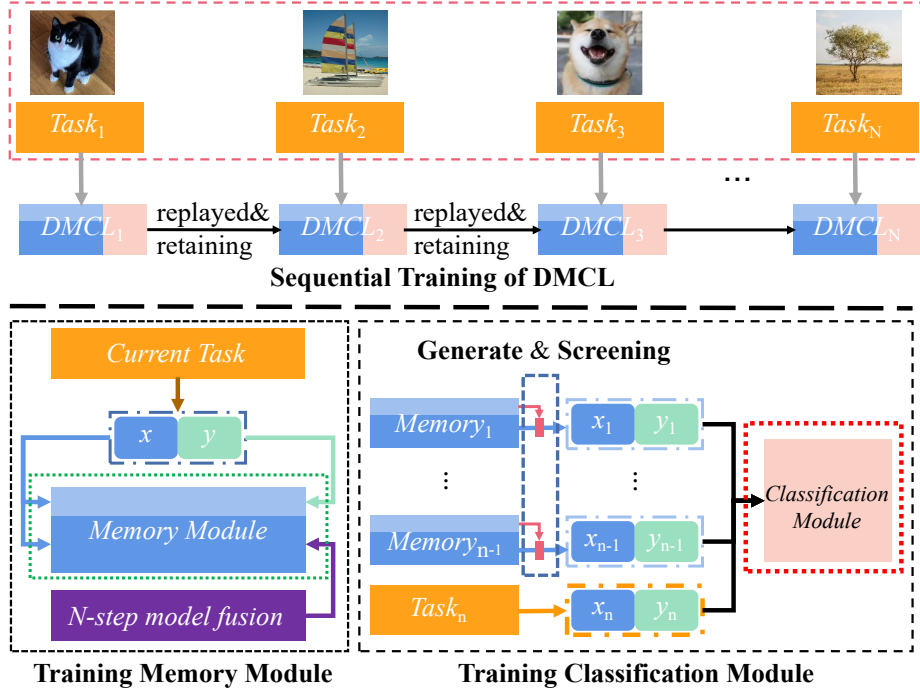 Task₁ Task₂ Task₃ Task_N
...
DMCL₁ replayed& retaining DMCL₂ replayed& retaining DMCL₃ DMCL_N
Sequential Training of DMCL
Current Task
x y
Memory Module
N-step model fusion
Training Memory Module
Generate & Screening
Memory₁ x₁ y₁
⋮ ⋮
Memoryₙ₋₁ xₙ₋₁ yₙ₋₁
Taskₙ xₙ yₙ
Classification
Module
Training Classification Module